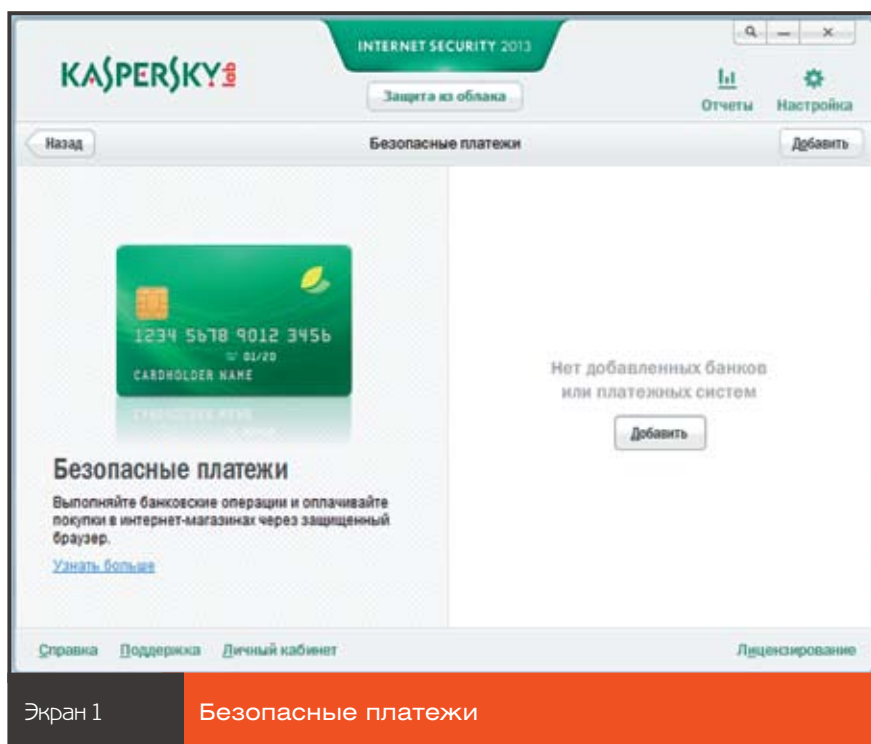 KASPERSKY lab
INTERNET SECURITY 2013
Защита из облака
Отчеты
Настройка
Назад
Безопасные платежи
Добавить
1234 5678 9012 3456
01/20
CARDHOLDER NAME
Безопасные платежи
Выполняйте банковские операции и оплачивайте
покупки в интернет-магазинах через защищенный
браузер.
Узнать больше
Нет добавленных банков
или платежных систем
Добавить
Справка
Поддержка
Личный кабинет
Лицензирование
Экран 1
Безопасные платежи